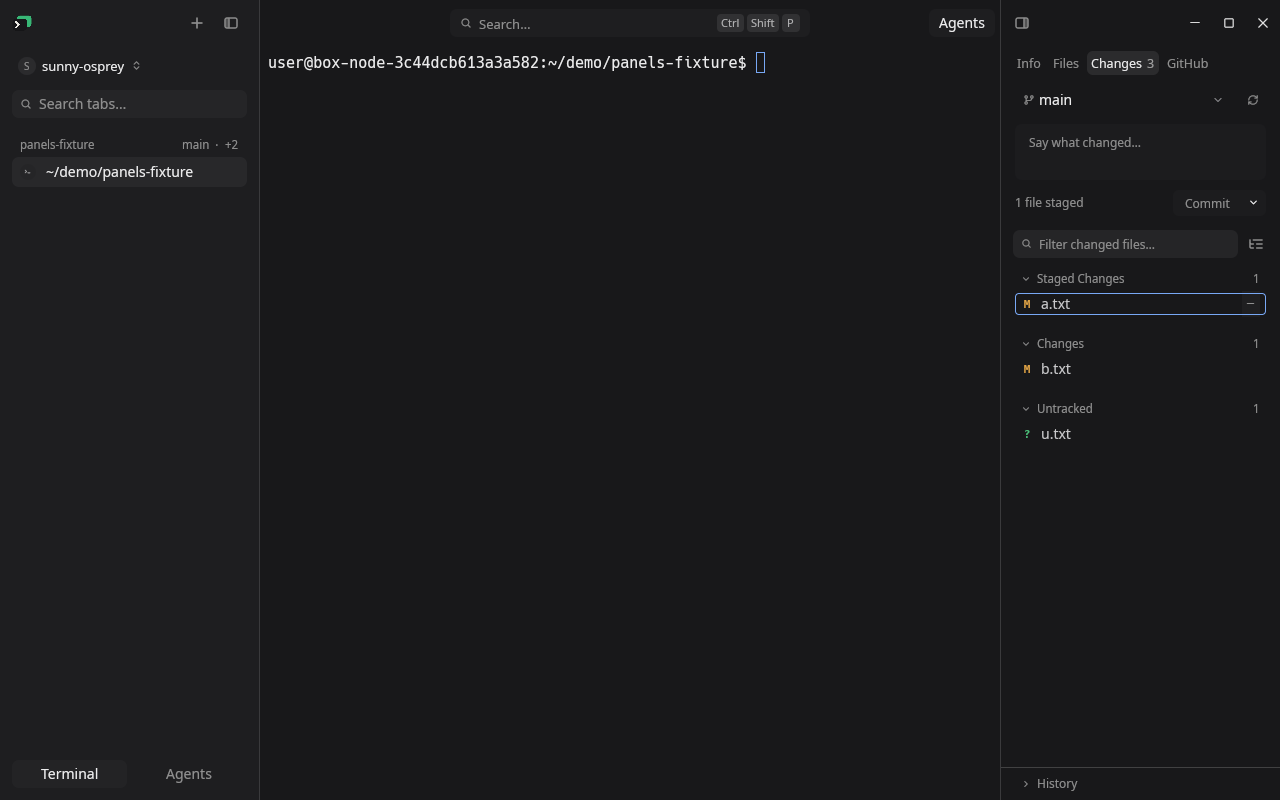 Search...
Ctrl
Shift
P
Agents
S
sunny-osprey
Search tabs...
panels-fixture
main · +2
~/demo/panels-fixture
user@box-node-3c44dcb613a3a582:~/demo/panels-fixture$
Info
Files
Changes 3
GitHub
main
Say what changed...
1 file staged
Commit
Filter changed files...
Staged Changes 1
M a.txt
Changes 1
M b.txt
Untracked 1
? u.txt
History
Terminal
Agents